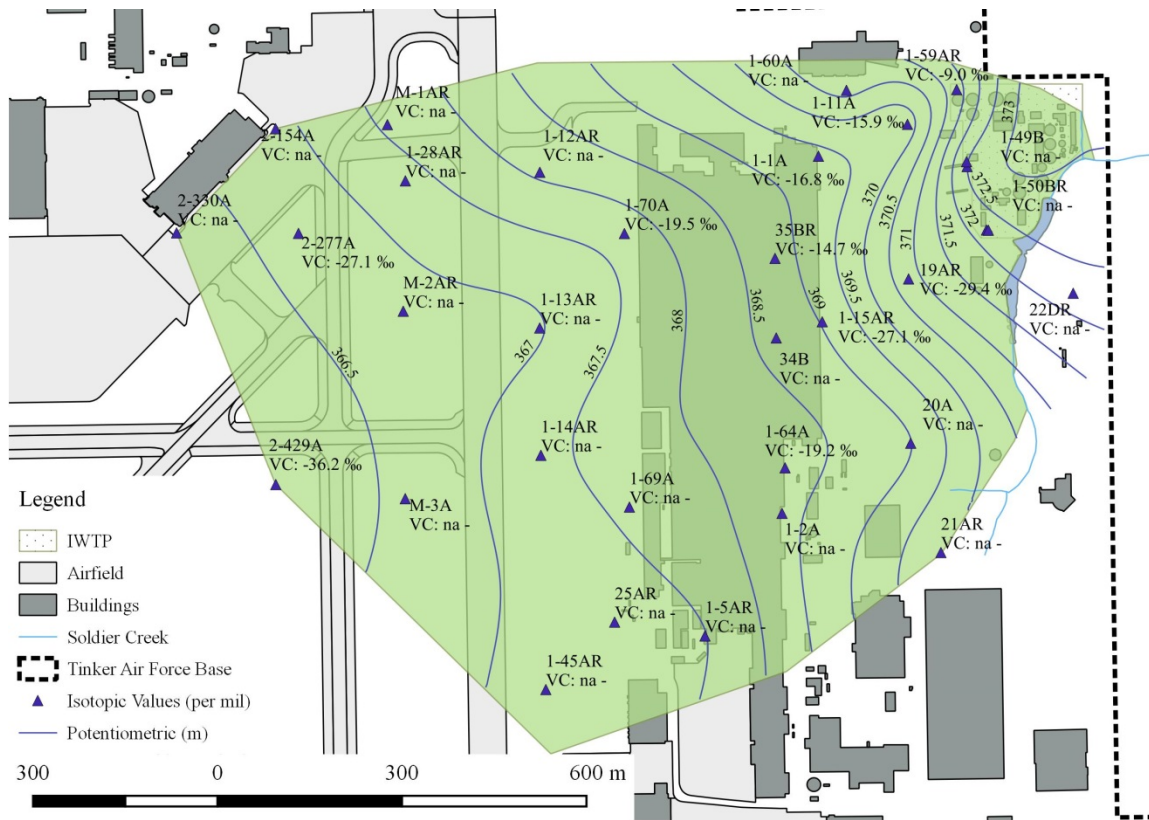 1-60A
VC: na -
1-59AR
VC: -9.0 ‰
M-1AR
VC: na -
1-11A
VC: -15.9 ‰
373
2-154A
VC: na -
1-12AR
VC: na -
1-49B
VC: na -
1-28AR
VC: na -
1-1A
VC: -16.8 ‰
370
372.5
1-50BR
VC: na -
2-330A
VC: na -
1-70A
VC: -19.5 ‰
370.5
372
2-277A
VC: -27.1 ‰
35BR
VC: -14.7 ‰
371
371.5
M-2AR
VC: na -
1-13AR
VC: na -
19AR
VC: -29.4 ‰
22DR
VC: na -
368
368.5
369
369.5
1-15AR
VC: -27.1 ‰
366.5
367
367.5
34B
VC: na -
20A
VC: na -
2-429A
VC: -36.2 ‰
1-14AR
VC: na -
1-64A
VC: -19.2 ‰
M-3A
VC: na -
1-69A
VC: na -
1-2A
VC: na -
21AR
VC: na -
25AR
VC: na -
1-5AR
VC: na -
1-45AR
VC: na -
Legend
IWTP
Airfield
Buildings
Soldier Creek
Tinker Air Force Base
Isotopic Values (per mil)
Potentiometric (m)
300 0 300 600 m